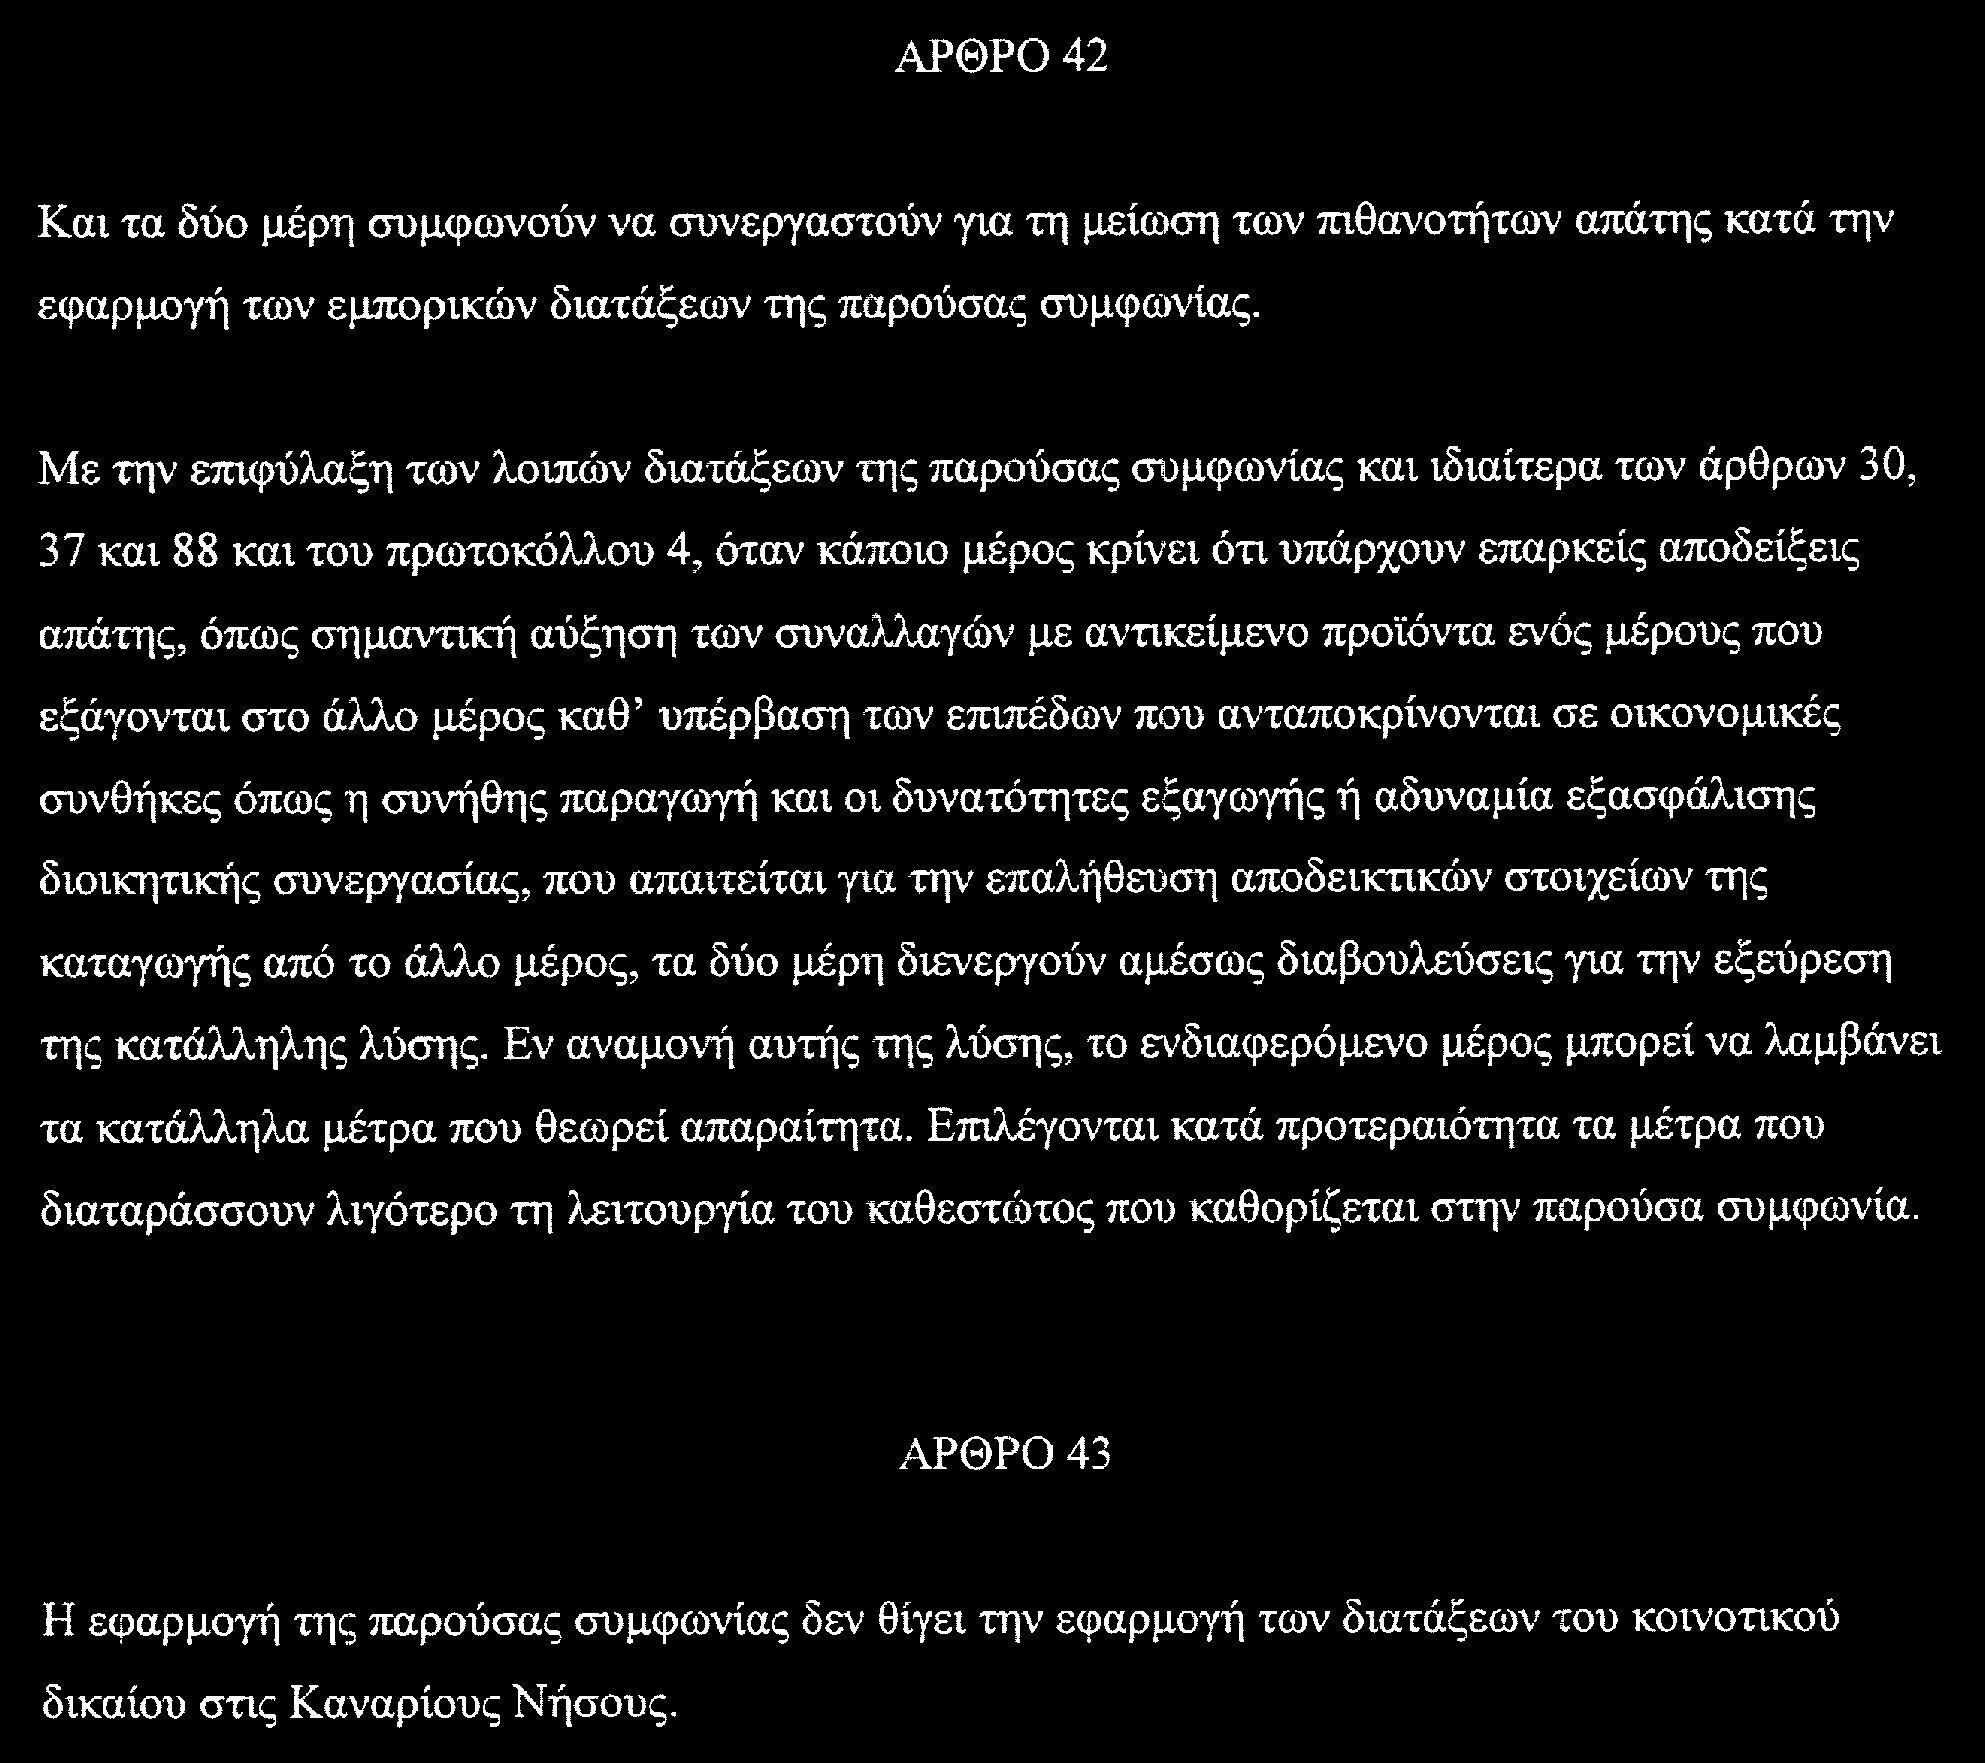 ΑΡΘΡΟ 42
Και τα δύο μέρη συμφωνούν να συνεργαστούν για τη μείωση των πιθανοτήτων απάτης κατά την
εφαρμογή των εμπορικών διατάξεων της παρούσας συμφωνίας.
Με την επιφύλαξη των λοιπών διατάξεων της παρούσας συμφωνίας και ιδιαίτερα των άρθρων 30,
37 και 88 και του πρωτοκόλλου 4, όταν κάποιο μέρος κρίνει ότι υπάρχουν επαρκείς αποδείξεις
απάτης, όπως σημαντική αύξηση των συναλλαγών με αντικείμενο προϊόντα ενός μέρους που
εξάγονται στο άλλο μέρος καθ’ υπέρβαση των επιπέδων που ανταποκρίνονται σε οικονομικές
συνθήκες όπως η συνήθης παραγωγή και οι δυνατότητες εξαγωγής ή αδυναμία εξασφάλισης
διοικητικής συνεργασίας, που απαιτείται για την επαλήθευση αποδεικτικών στοιχείων της
καταγωγής από το άλλο μέρος, τα δύο μέρη διενεργούν αμέσως διαβουλεύσεις για την εξεύρεση
της κατάλληλης λύσης. Εν αναμονή αυτής της λύσης, το ενδιαφερόμενο μέρος μπορεί να λαμβάνει
τα κατάλληλα μέτρα που θεωρεί απαραίτητα. Επιλέγονται κατά προτεραιότητα τα μέτρα που
διαταράσσουν λιγότερο τη λειτουργία του καθεστώτος που καθορίζεται στην παρούσα συμφωνία.
ΑΡΘΡΟ 43
Η εφαρμογή της παρούσας συμφωνίας δεν θίγει την εφαρμογή των διατάξεων του κοινοτικού
δικαίου στις Καναρίους Νήσους.